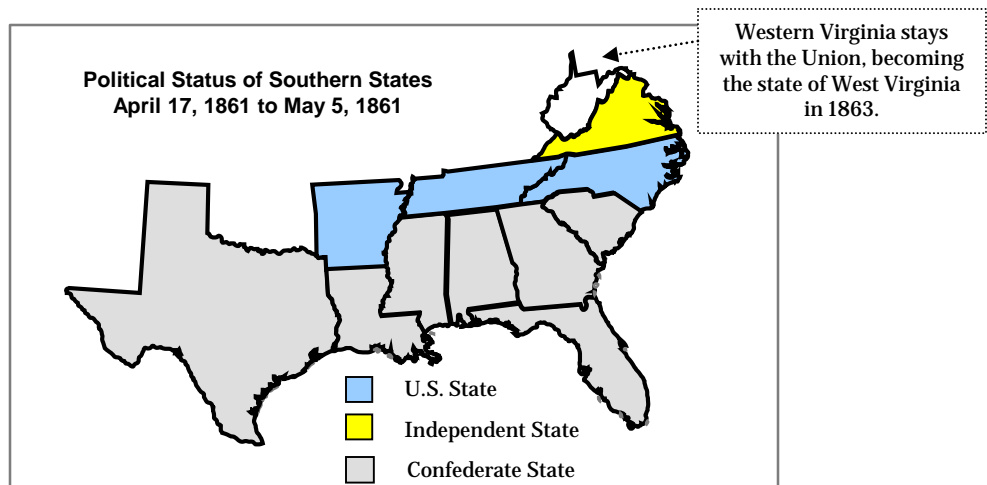 Political Status of Southern States
April 17, 1861 to May 5, 1861
Western Virginia stays
with the Union, becoming
the state of West Virginia
in 1863.
U.S. State
Independent State
Confederate State